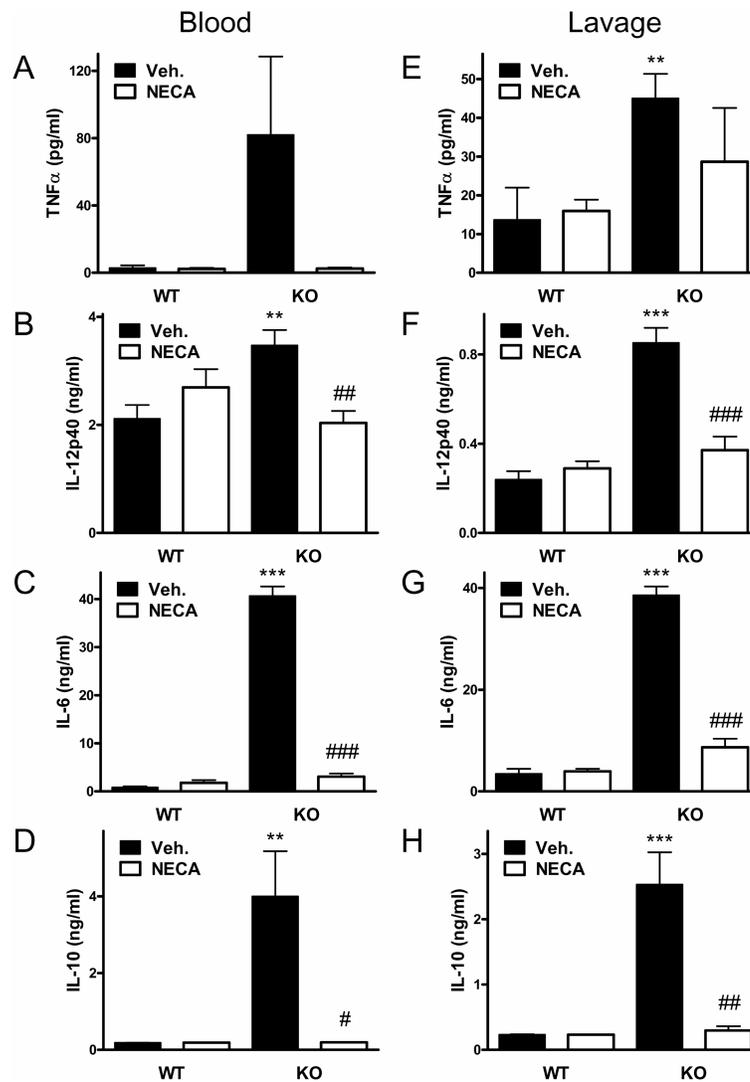 Blood
Lavage
A
Veh.
NECA
TNFα (pg/ml)
120
80
40
0
WT
KO
E
Veh.
NECA
**
TNFα (pg/ml)
50
40
30
20
10
0
WT
KO
B
Veh.
NECA
**
##
IL-12p40 (ng/ml)
4
2
0
WT
KO
F
Veh.
NECA
***
###
IL-12p40 (ng/ml)
0.8
0.4
0.0
WT
KO
C
Veh.
NECA
***
###
IL-6 (ng/ml)
40
30
20
10
0
WT
KO
G
Veh.
NECA
***
###
IL-6 (ng/ml)
40
20
0
WT
KO
D
Veh.
NECA
**
#
IL-10 (ng/ml)
4
2
0
WT
KO
H
Veh.
NECA
***
##
IL-10 (ng/ml)
3
2
1
0
WT
KO